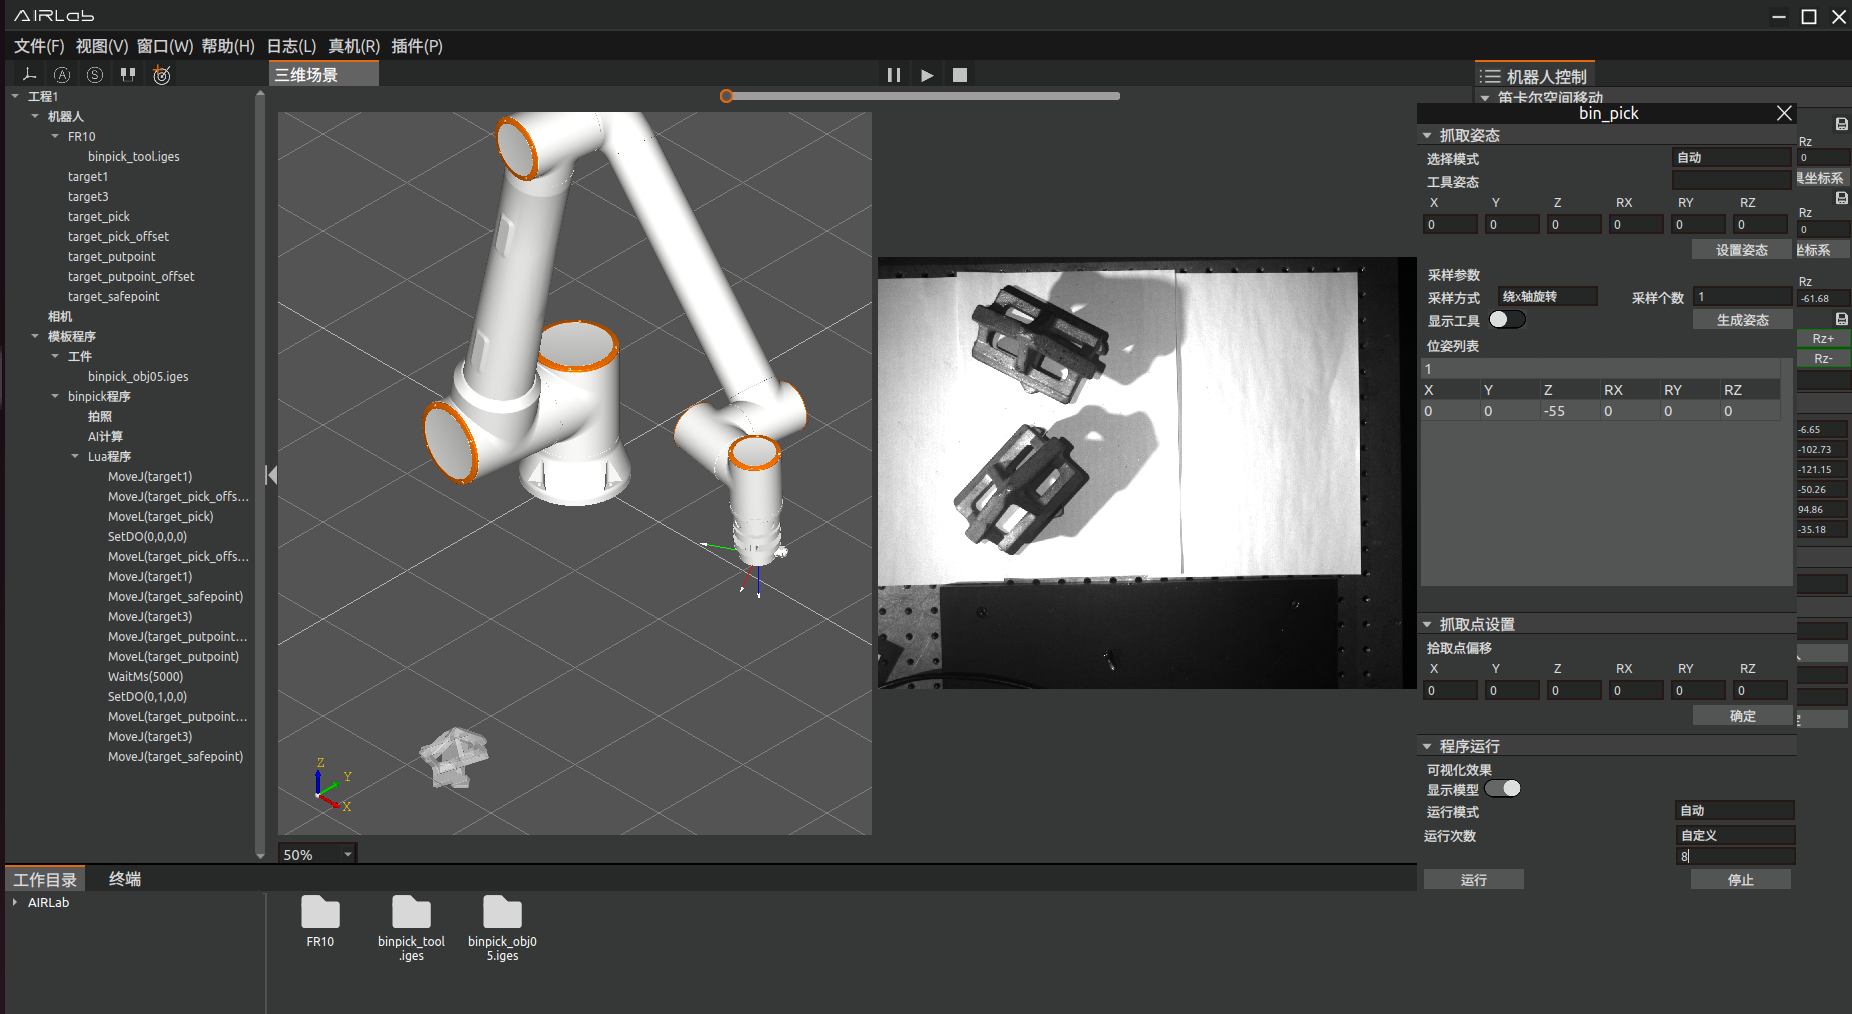 AIRLab
文件(F) 视图(V) 窗口(W) 帮助(H) 日志(L) 真机(R) 插件(P)
A S
三维场景
机器人控制
笛卡尔空间移动
工程1
机器人
FR10
binpick_tool.iges
target1
target3
target_pick
target_pick_offset
target_putpoint
target_putpoint_offset
target_safepoint
相机
模板程序
工件
binpick_obj05.iges
binpick程序
拍照
AI计算
Lua程序
MoveJ(target1)
MoveJ(target_pick_offs...
MoveL(target_pick)
SetDO(0,0,0,0)
MoveL(target_pick_offs...
MoveJ(target1)
MoveJ(target_safepoint)
MoveJ(target3)
MoveJ(target_putpoint...
MoveL(target_putpoint)
WaitMs(5000)
SetDO(0,1,0,0)
MoveL(target_putpoint...
MoveJ(target3)
MoveJ(target_safepoint)
Z
Y
X
50%
bin_pick
抓取姿态
选择模式 自动
工具姿态
X Y Z RX RY RZ
0 0 0 0 0 0
设置姿态
采样参数
采样方式 绕x轴旋转 采样个数 1
显示工具 生成姿态
位姿列表
1
X Y Z RX RY RZ
0 0 -55 0 0 0
抓取点设置
拾取点偏移
X Y Z RX RY RZ
0 0 0 0 0 0
确定
程序运行
可视化效果
显示模型
运行模式 自动
运行次数 自定义
8
运行 停止
Rz
0
坐标系
Rz
0
坐标系
Rz
-61.68
Rz+
Rz-
-6.65
-102.73
-121.15
-50.26
94.86
-35.18
工作目录 终端
AIRLab
FR10
binpick_tool
.iges
binpick_obj0
5.iges